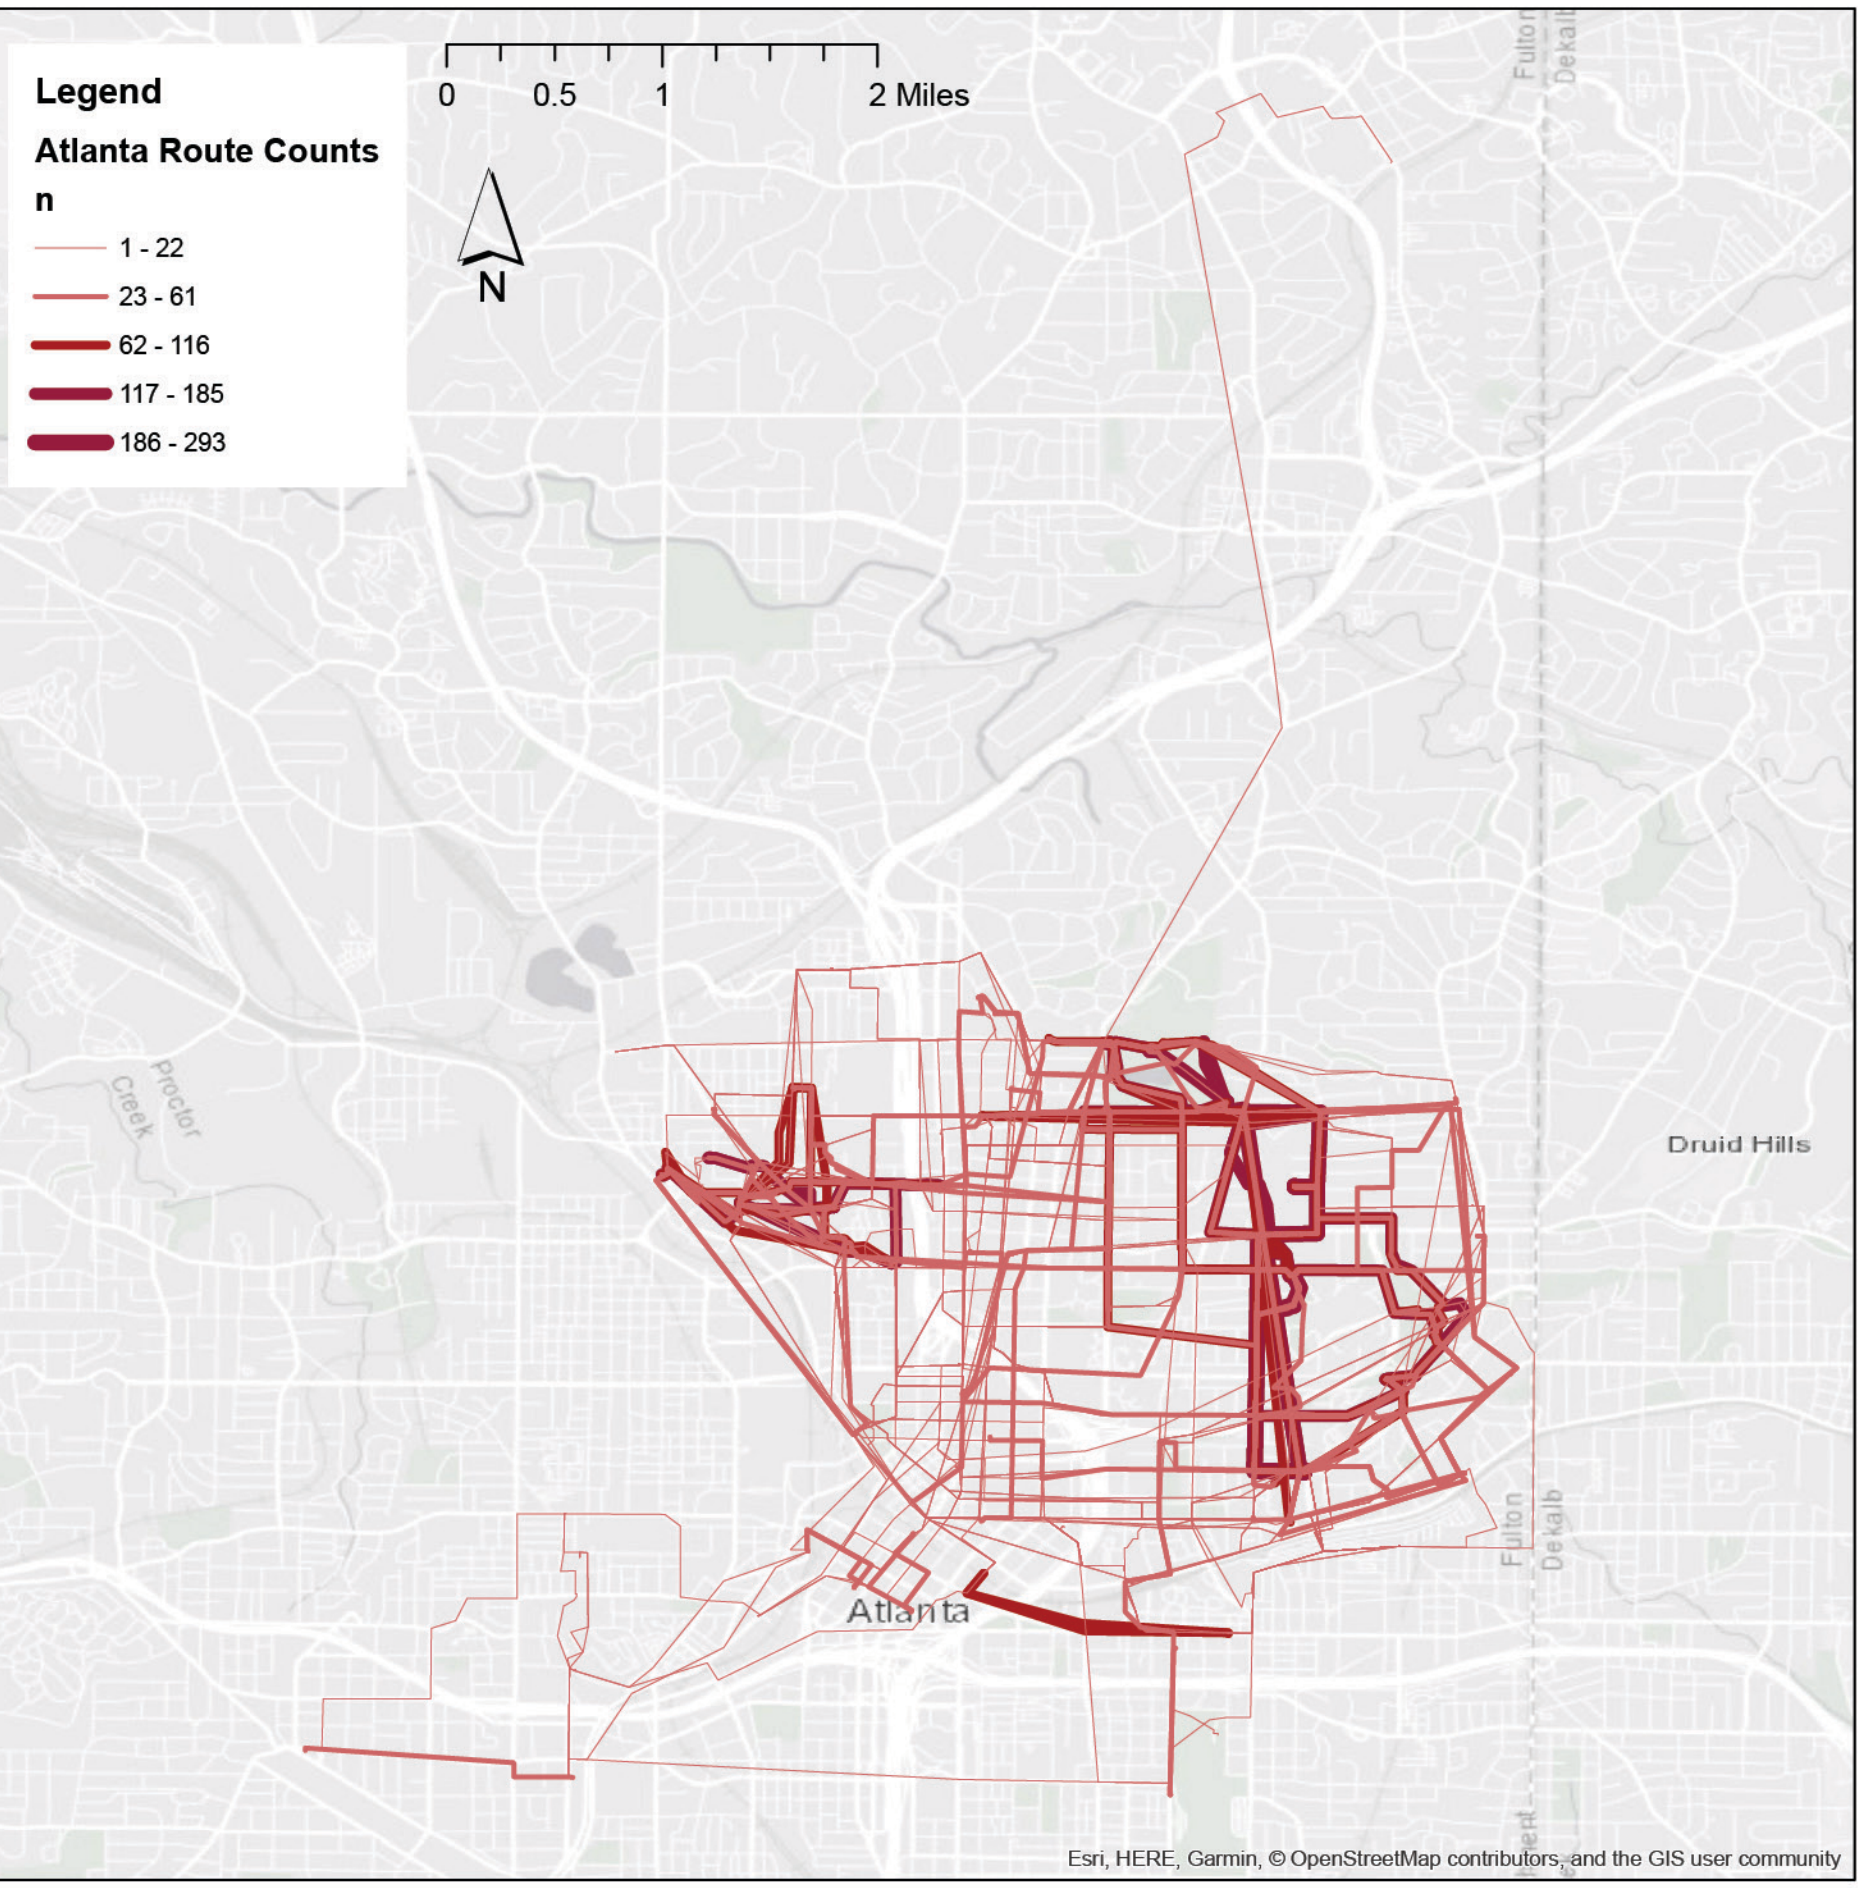 Legend
Atlanta Route Counts
n
1 - 22
23 - 61
62 - 116
117 - 185
186 - 293
0 0.5 1 2 Miles
N
Fulton
Dekalb
Proctor
Creek
Druid Hills
Fulton
Dekalb
Atlanta
Esri, HERE, Garmin, © OpenStreetMap contributors, and the GIS user community